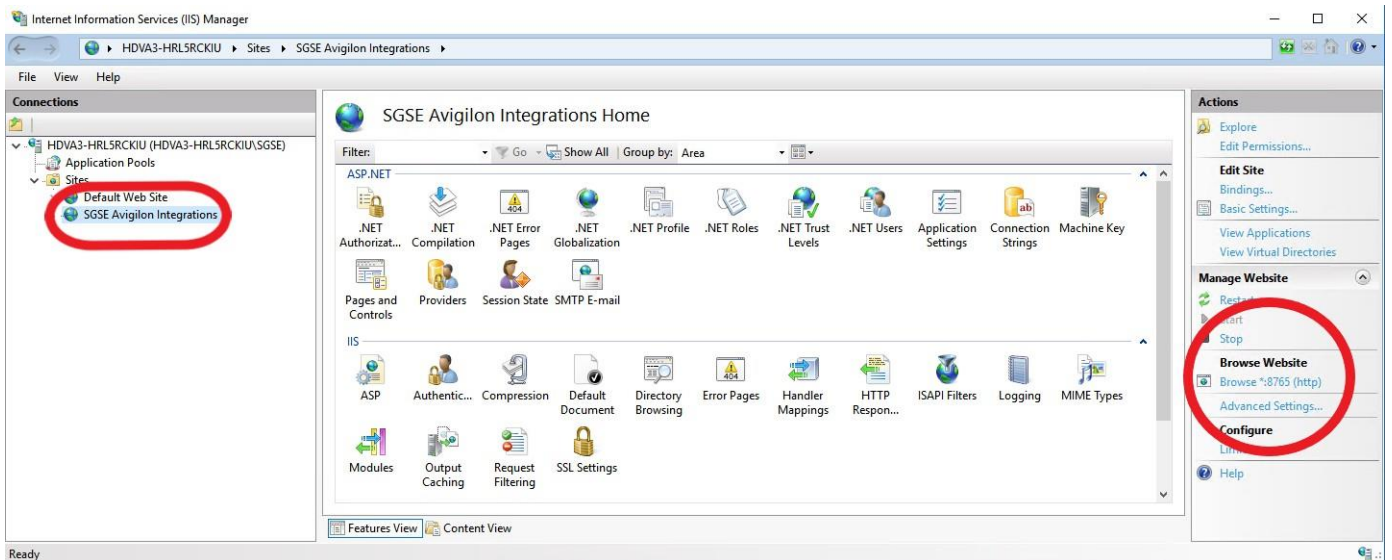 Internet Information Services (IIS) Manager
HDVA3-HRL5RCKIU Sites SGSE Avigilon Integrations
File View Help
Connections
HDVA3-HRL5RCKIU (HDVA3-HRL5RCKIU\SGSE)
Application Pools
Sites
Default Web Site
SGSE Avigilon Integrations
SGSE Avigilon Integrations Home
Filter: Go Show All Group by: Area
ASP.NET
.NET Authorizat...
.NET Compilation
.NET Error Pages
.NET Globalization
.NET Profile
.NET Roles
.NET Trust Levels
.NET Users
Application Settings
Connection Strings
Machine Key
Pages and Controls
Providers
Session State
SMTP E-mail
IIS
ASP
Authentic...
Compression
Default Document
Directory Browsing
Error Pages
Handler Mappings
HTTP Respon...
ISAPI Filters
Logging
MIME Types
Modules
Output Caching
Request Filtering
SSL Settings
Features View Content View
Actions
Explore
Edit Permissions...
Edit Site
Bindings...
Basic Settings...
View Applications
View Virtual Directories
Manage Website
Restart
Start
Stop
Browse Website
Browse *:8765 (http)
Advanced Settings...
Configure
Help
Ready